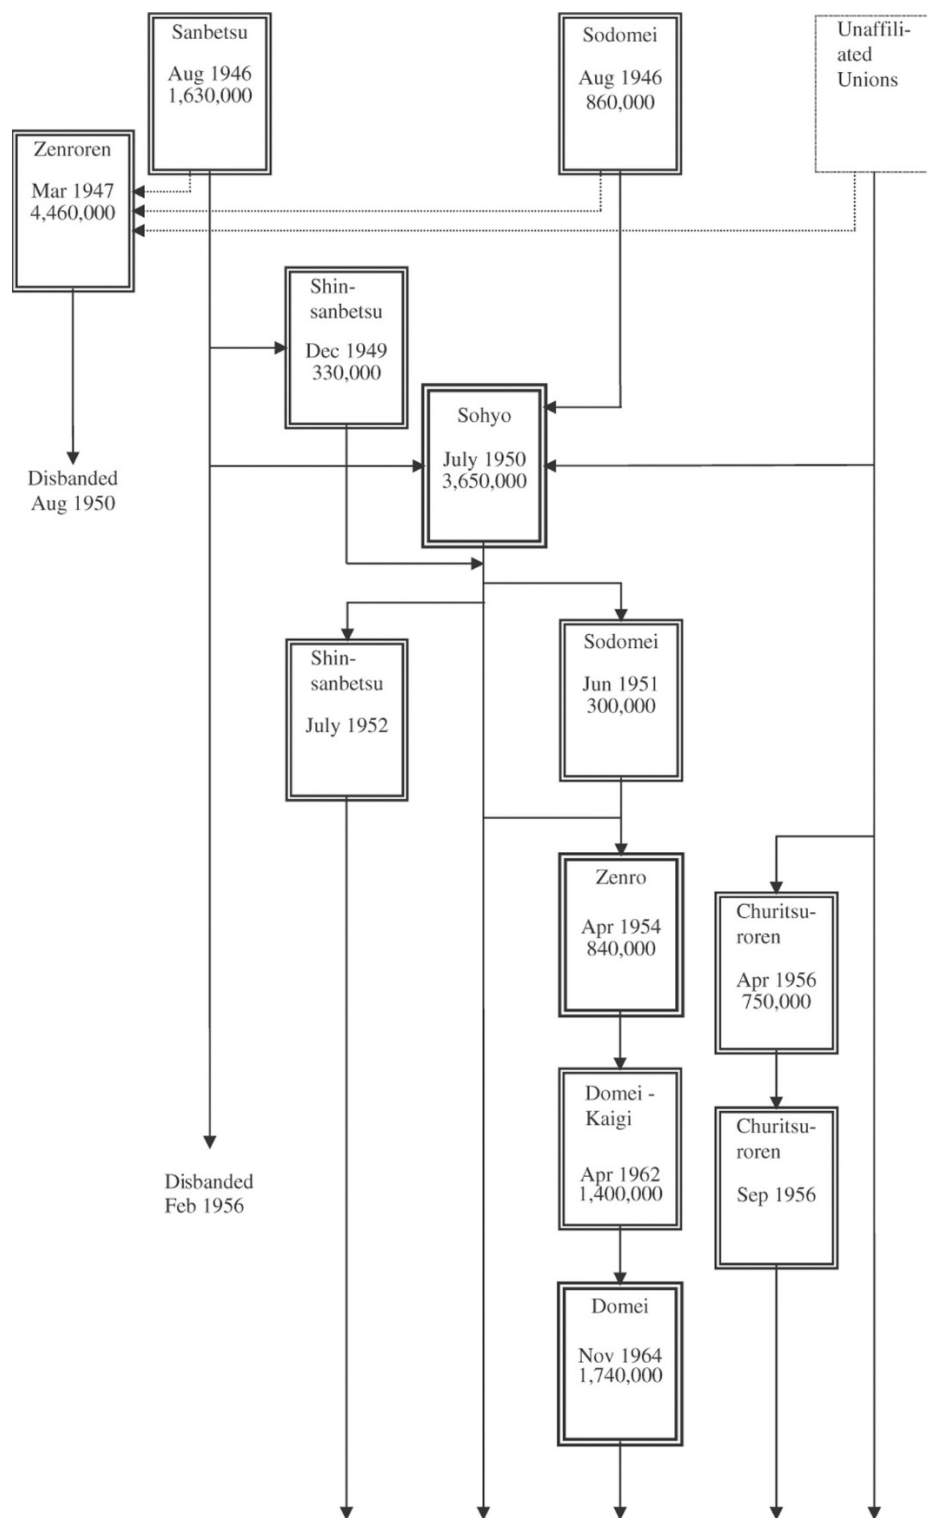 Sanbetsu
Aug 1946
1,630,000
Sodomei
Aug 1946
860,000
Unaffili-
ated
Unions
Zenroren
Mar 1947
4,460,000
Shin-
sanbetsu
Dec 1949
330,000
Sohyo
July 1950
3,650,000
Disbanded
Aug 1950
Shin-
sanbetsu
July 1952
Sodomei
Jun 1951
300,000
Zenro
Apr 1954
840,000
Churitsu-
roren
Apr 1956
750,000
Domei -
Kaigi
Apr 1962
1,400,000
Churitsu-
roren
Sep 1956
Disbanded
Feb 1956
Domei
Nov 1964
1,740,000